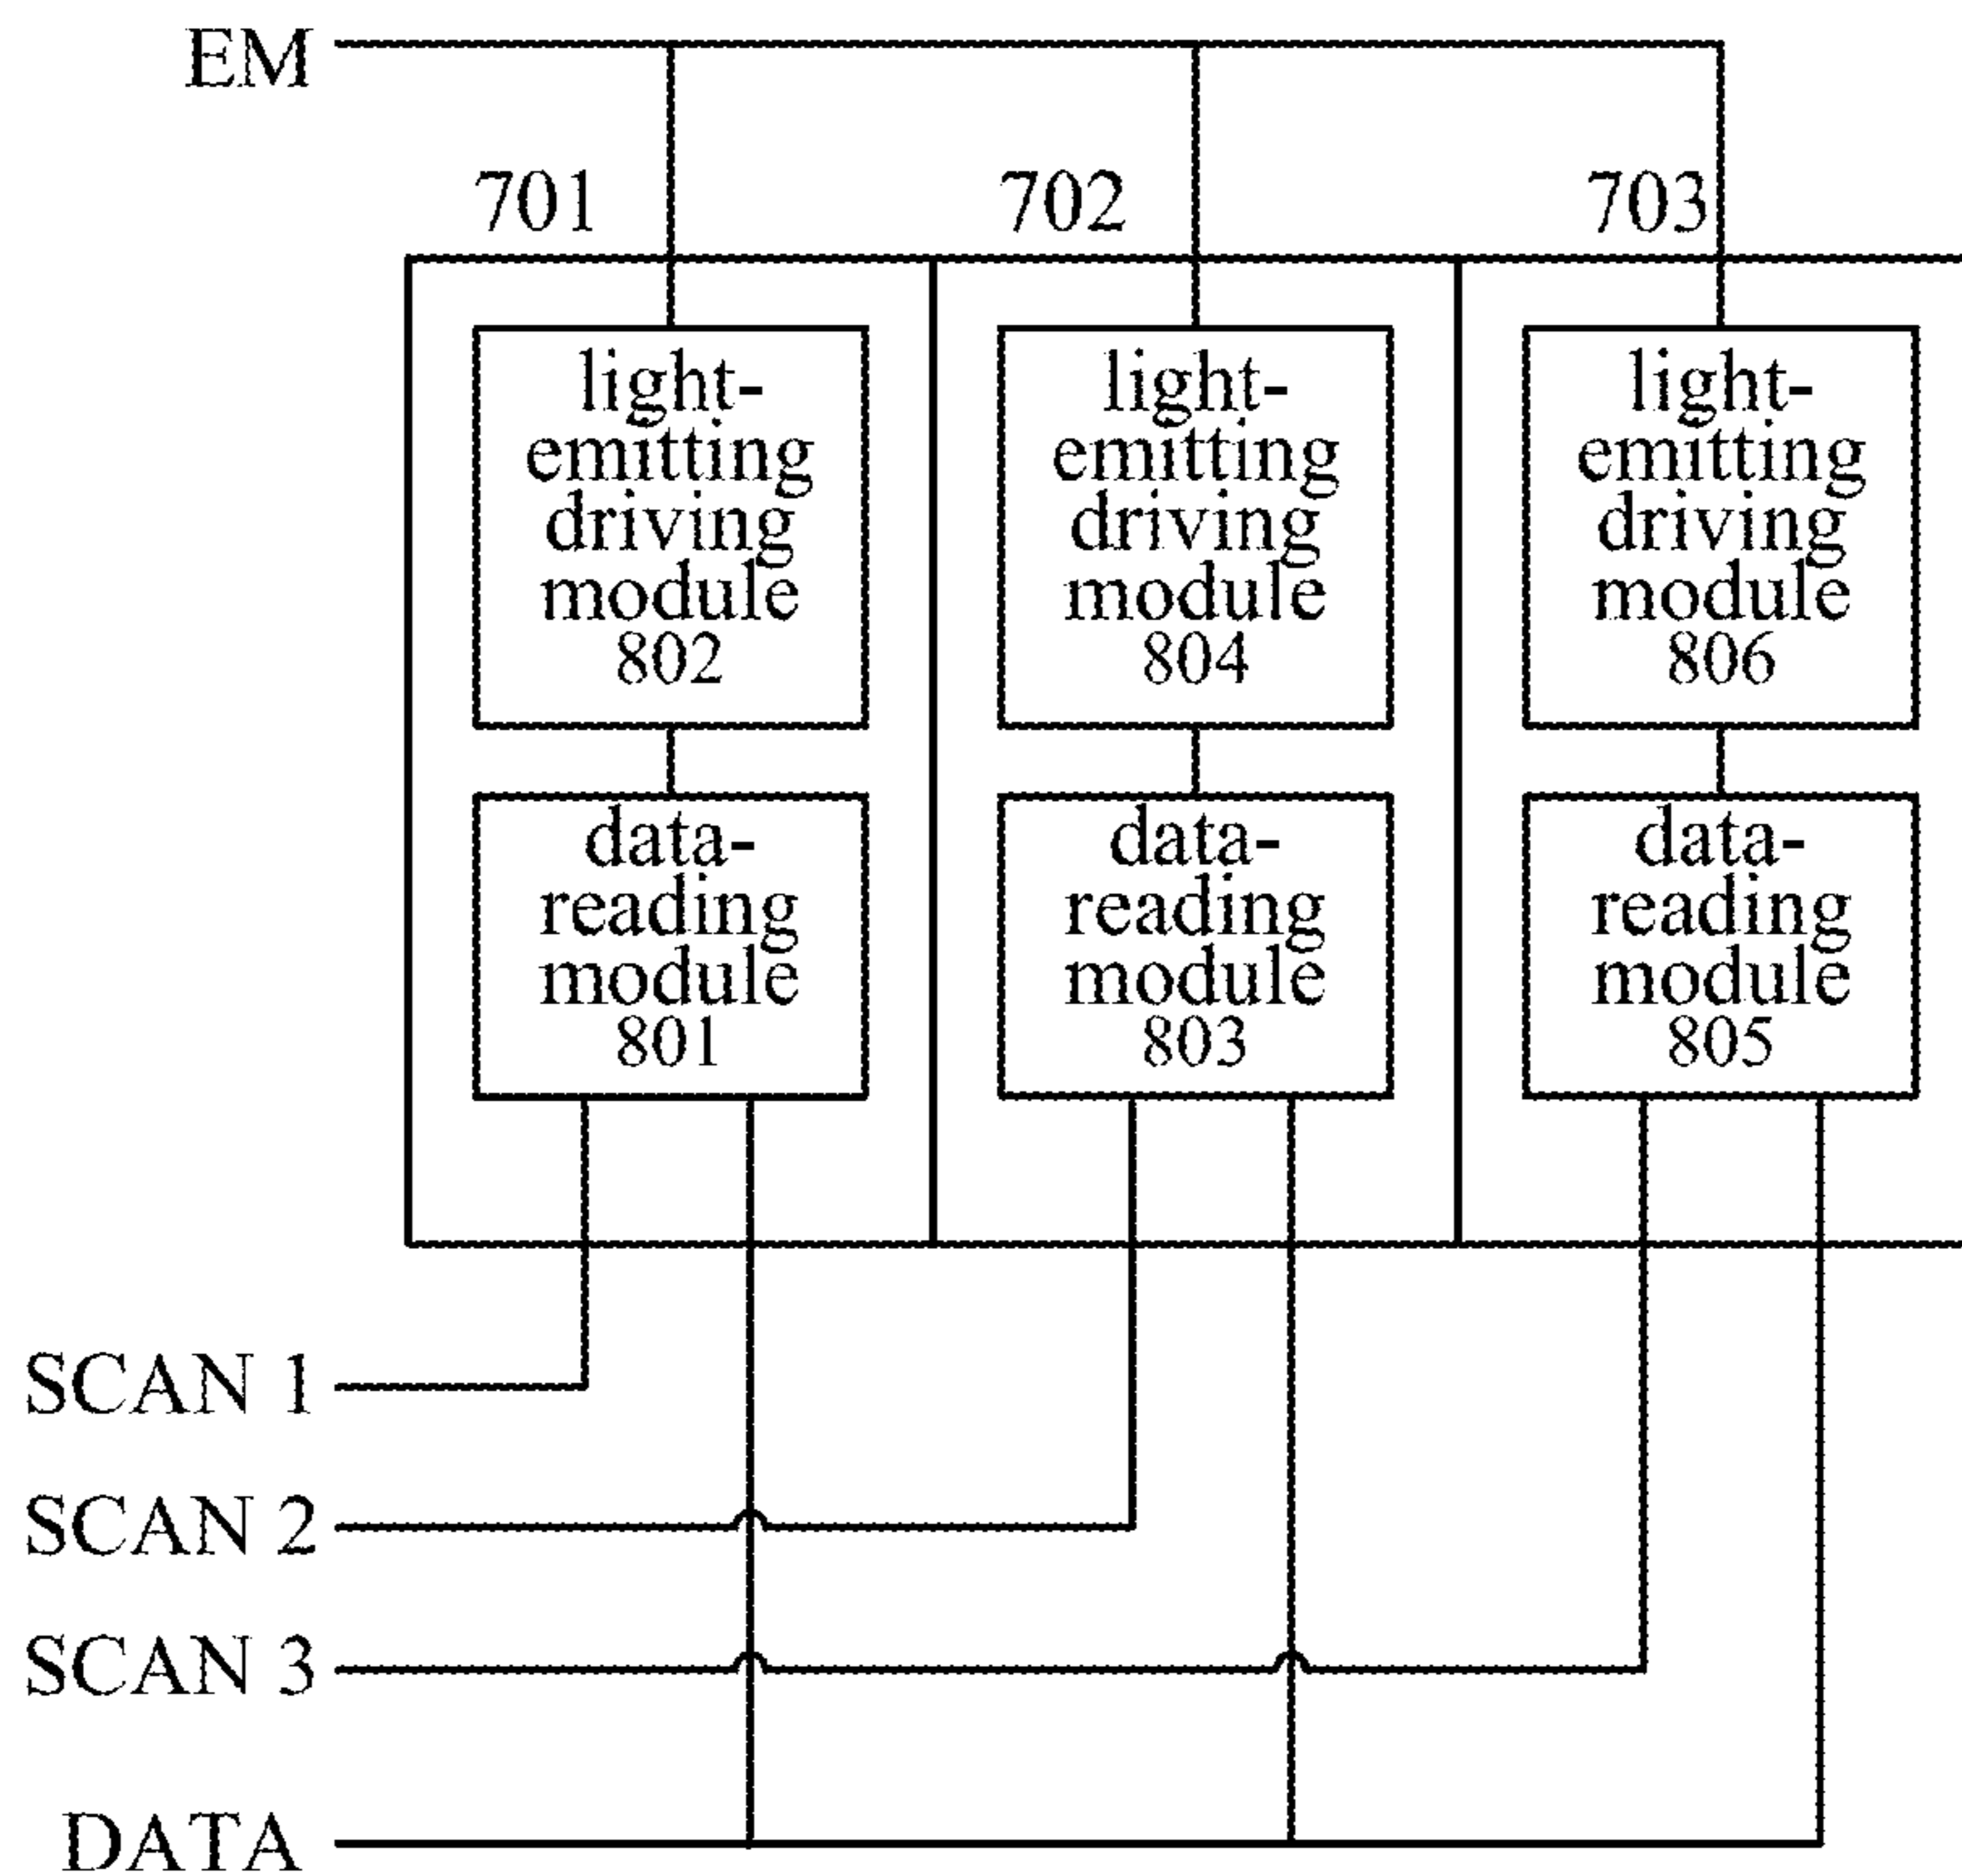 EM
701
702
703
light-
emitting
driving
module
802
light-
emitting
driving
module
804
light-
emitting
driving
module
806
data-
reading
module
801
data-
reading
module
803
data-
reading
module
805
SCAN 1
SCAN 2
SCAN 3
DATA